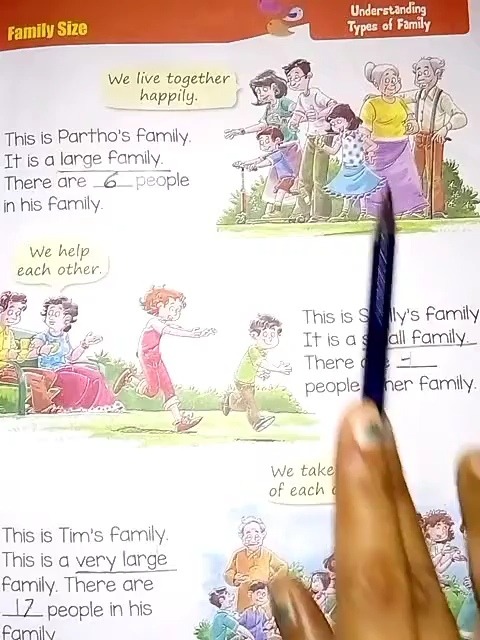 Family Size
Understanding
Types of Family
We live together
happily.
This is Partho's family.
It is a large family.
There are 6 people
in his family.
We help
each other.
This is S lly's family
It is a small family.
There
people her family.
We take
of each
This is Tim's family.
This is a very large
family. There are
17 people in his
family